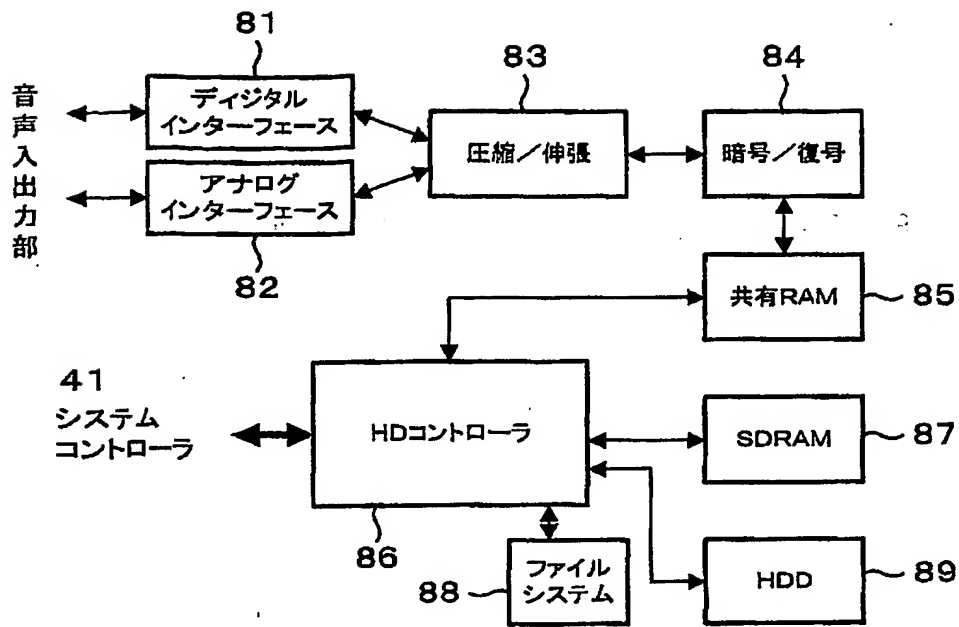 81
83
84
音声入出力部
ディジタル
インターフェース
アナログ
インターフェース
圧縮/伸張
暗号/復号
82
共有RAM
85
41
システム
コントローラ
HDコントローラ
SDRAM
87
86
88
ファイル
システム
HDD
89